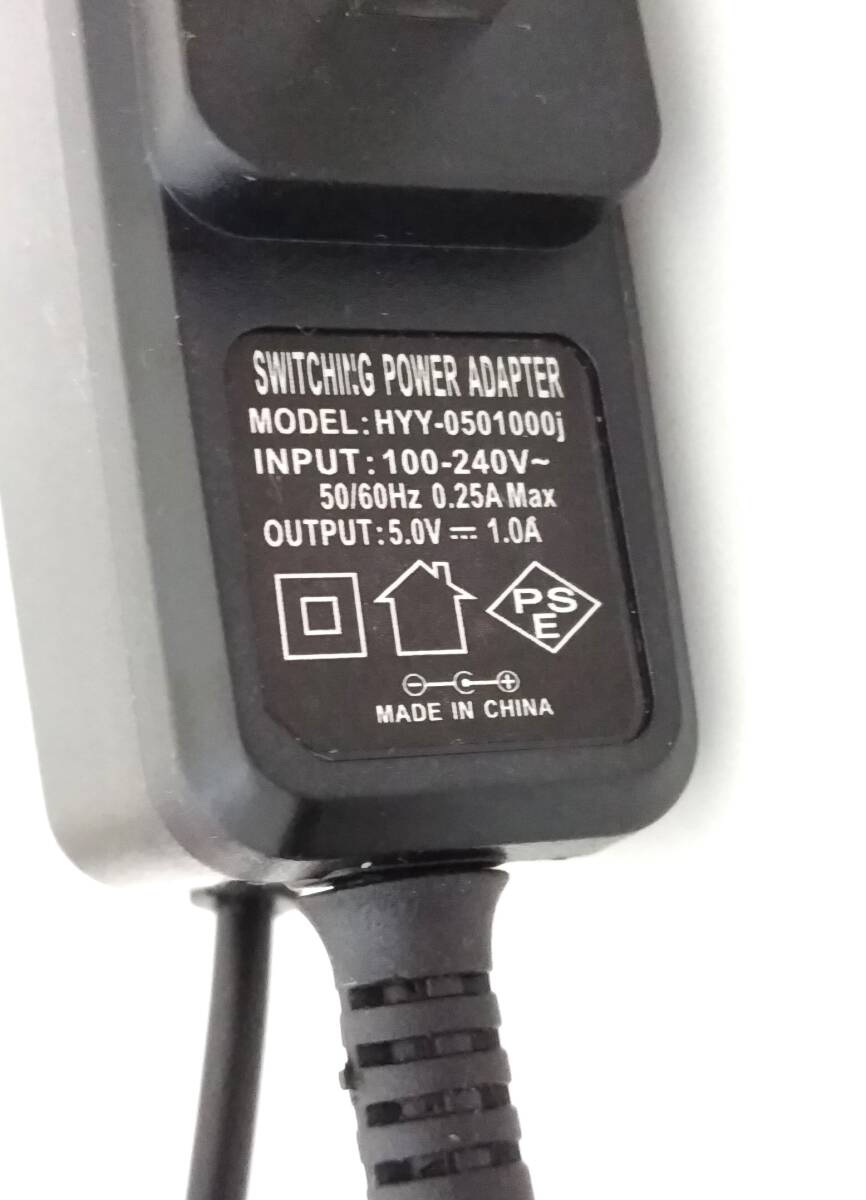 SWITCHING POWER ADAPTER
MODEL: HYY-0501000j
INPUT: 100-240V~
50/60Hz 0.25A Max
OUTPUT: 5.0V ⎓ 1.0A
PS
E
MADE IN CHINA